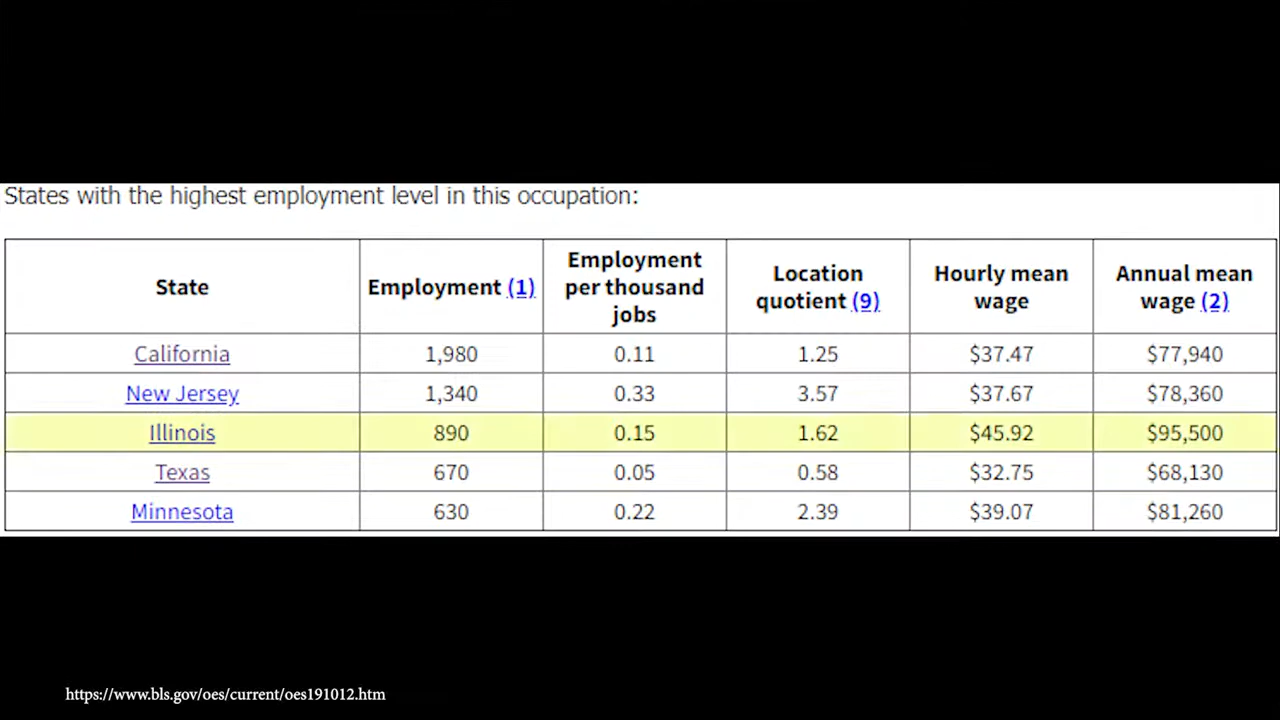 States with the highest employment level in this occupation:
State Employment (1) Employment per thousand jobs Location quotient (9) Hourly mean wage Annual mean wage (2)
California 1,980 0.11 1.25 $37.47 $77,940
New Jersey 1,340 0.33 3.57 $37.67 $78,360
Illinois 890 0.15 1.62 $45.92 $95,500
Texas 670 0.05 0.58 $32.75 $68,130
Minnesota 630 0.22 2.39 $39.07 $81,260
https://www.bls.gov/oes/current/oes191012.htm